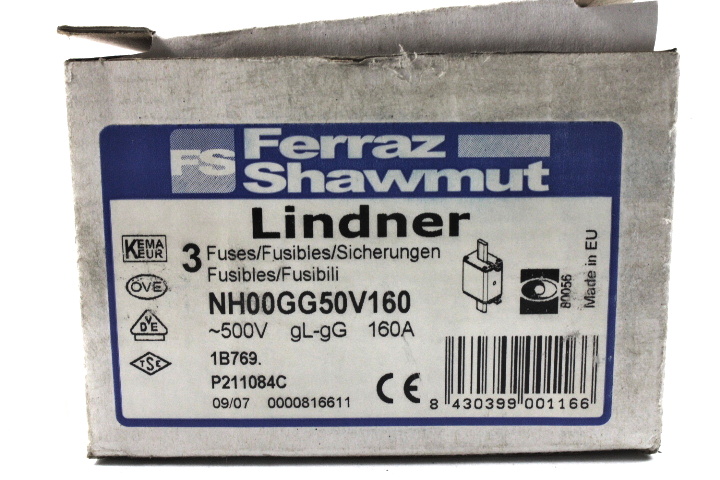 FS Ferraz
Shawmut
Lindner
KEMA
KEUR
3 Fuses/Fusibles/Sicherungen
Fusibles/Fusibili
ÖVE
NH00GG50V160
~500V gL-gG 160A
VDE
1B769.
TSE
P211084C
09/07 0000816611
CE
80056
Made in EU
8 430399 001166